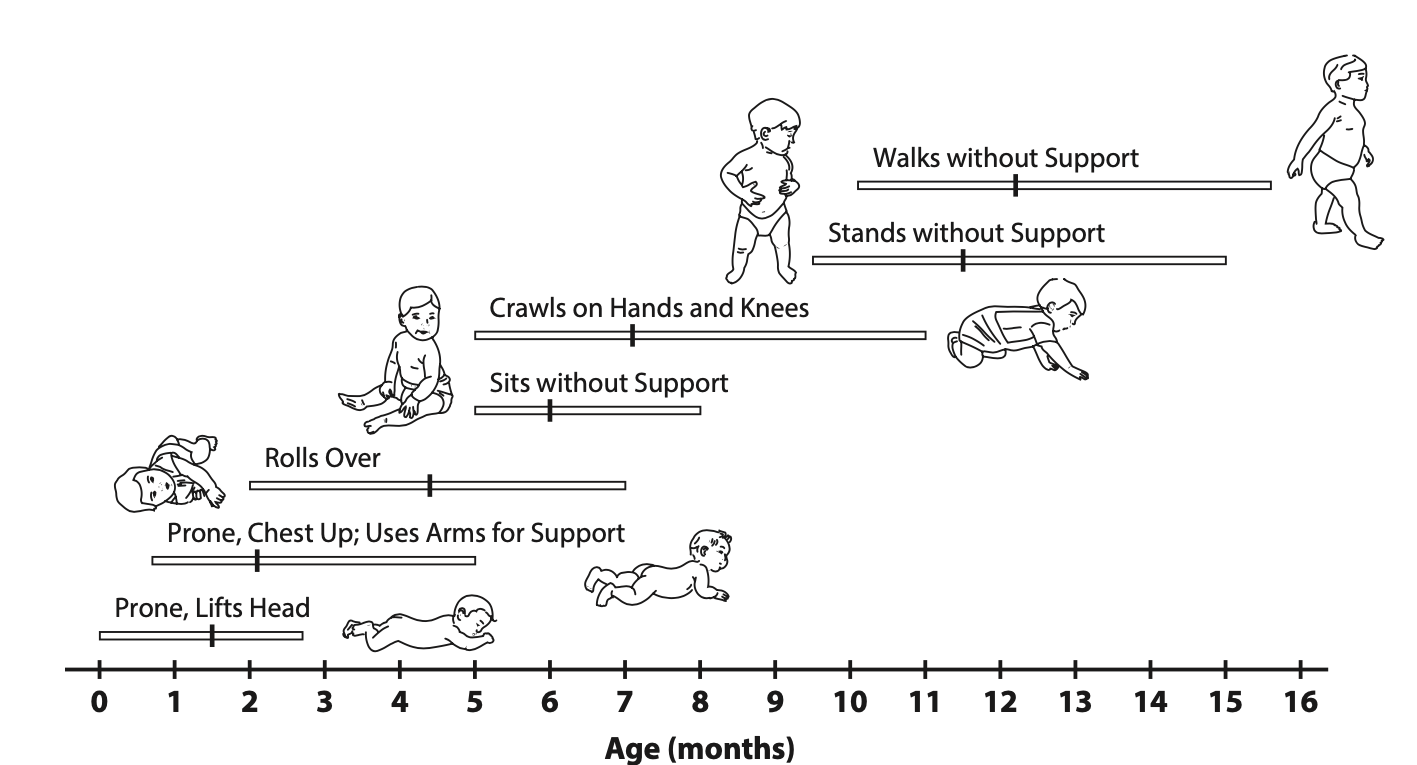 Walks without Support
Stands without Support
Crawls on Hands and Knees
Sits without Support
Rolls Over
Prone, Chest Up; Uses Arms for Support
Prone, Lifts Head
0 1 2 3 4 5 6 7 8 9 10 11 12 13 14 15 16
Age (months)